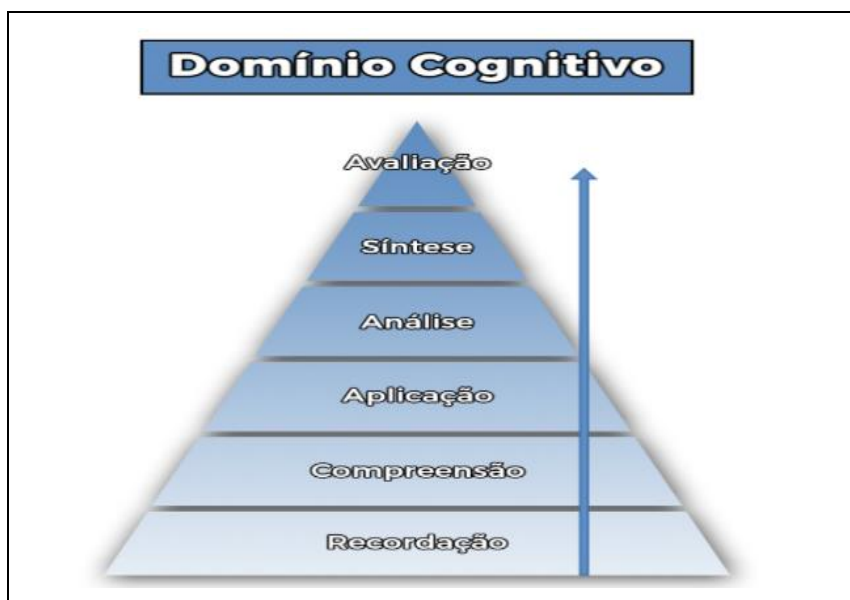 Domínio Cognitivo
Avaliação
Síntese
Análise
Aplicação
Compreensão
Recordação